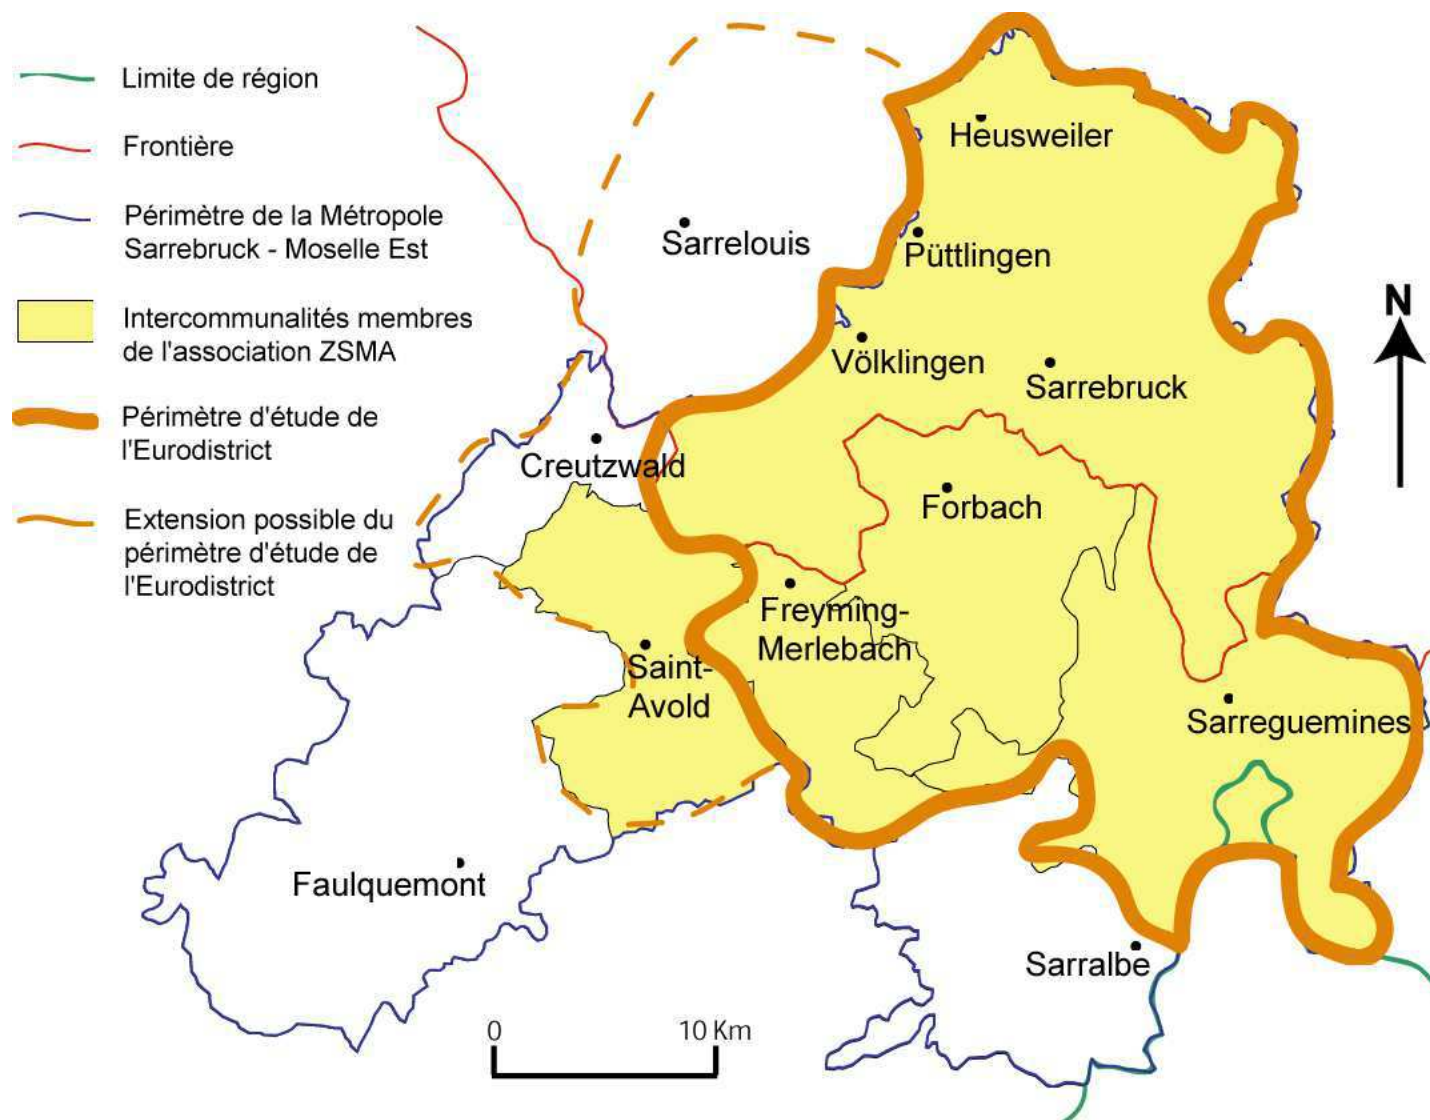 Limite de région
Frontière
Périmètre de la Métropole
Sarrebruck - Moselle Est
Intercommunalités membres
de l'association ZSMA
Périmètre d'étude de
l'Eurodistrict
Extension possible du
périmètre d'étude de
l'Eurodistrict
Heusweiler
Sarrelouis
Püttlingen
N
Völklingen
Sarrebruck
Creutzwald
Forbach
Freyming-
Merlebach
Saint-
Avold
Sarreguemines
Faulquemont
Sarralbe
0 10 Km